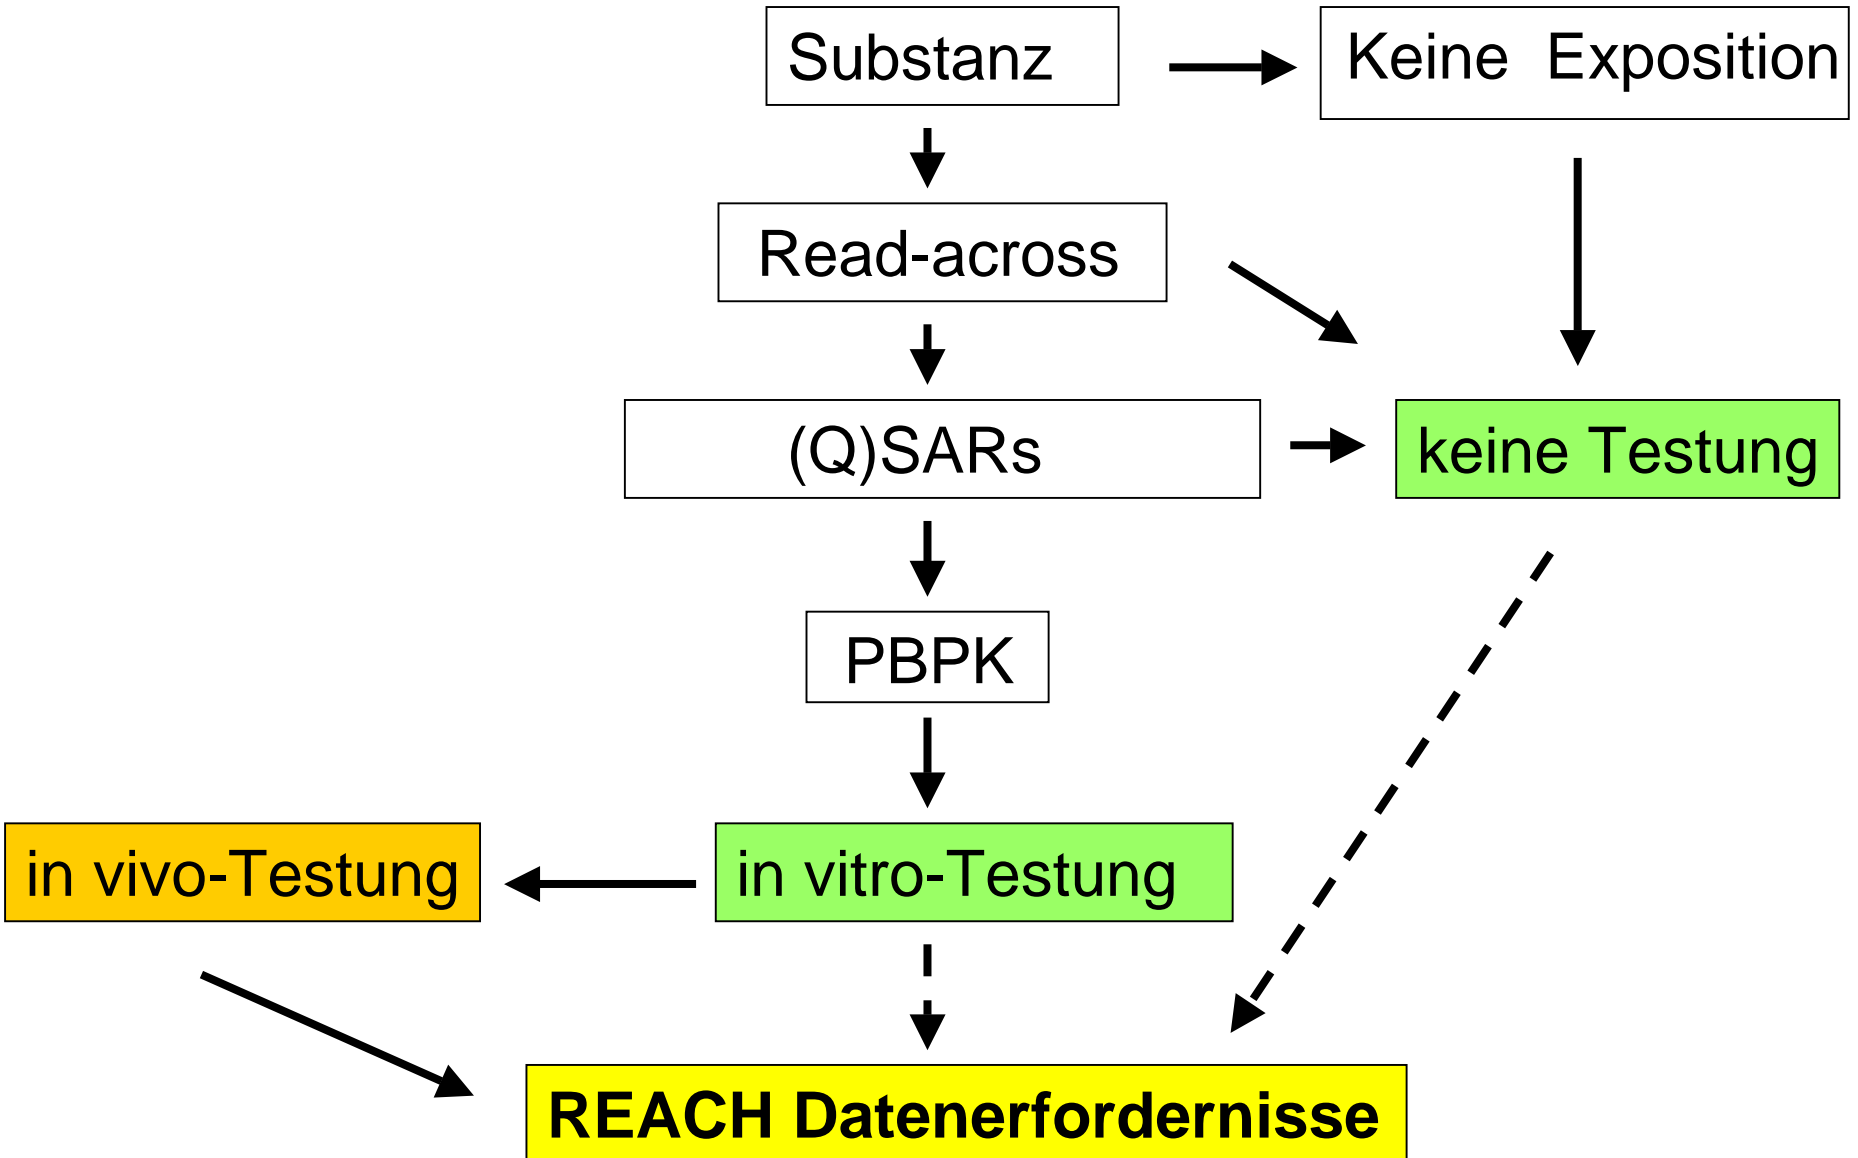 Substanz
Keine Exposition
Read-across
(Q)SARs
keine Testung
PBPK
in vivo-Testung
in vitro-Testung
REACH Datenerfordernisse